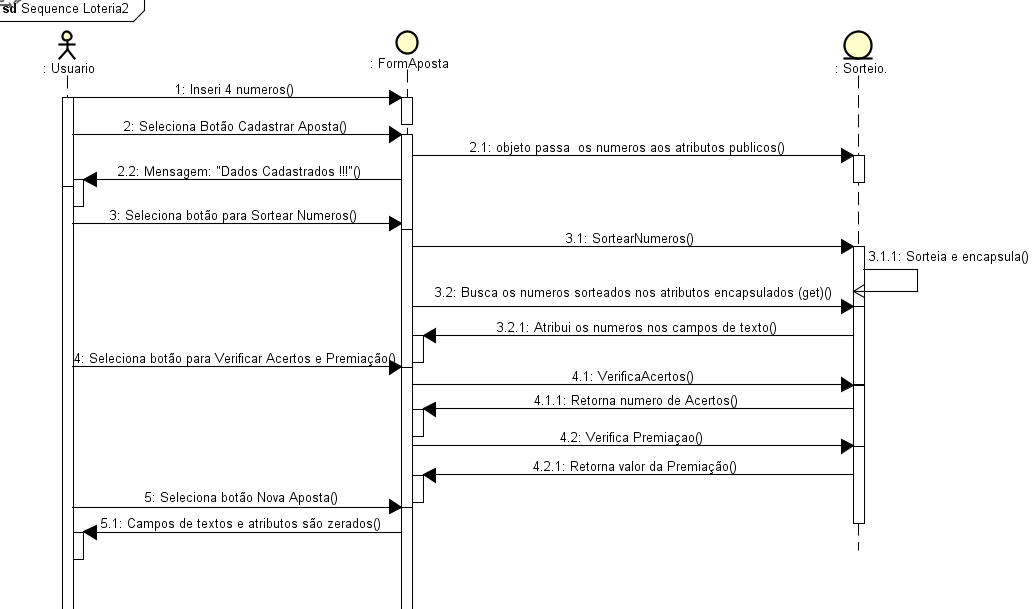 sd Sequence Loteria2
: Usuario
: FormAposta
: Sorteio.
1: Inseri 4 numeros()
2: Seleciona Botão Cadastrar Aposta()
2.1: objeto passa os numeros aos atributos publicos()
2.2: Mensagem: "Dados Cadastrados !!!"()
3: Seleciona botão para Sortear Numeros()
3.1: SortearNumeros()
3.1.1: Sorteia e encapsula()
3.2: Busca os numeros sorteados nos atributos encapsulados (get)()
3.2.1: Atribui os numeros nos campos de texto()
4: Seleciona botão para Verificar Acertos e Premiação()
4.1: VerificaAcertos()
4.1.1: Retorna numero de Acertos()
4.2: Verifica Premiaçao()
4.2.1: Retorna valor da Premiação()
5: Seleciona botão Nova Aposta()
5.1: Campos de textos e atributos são zerados()